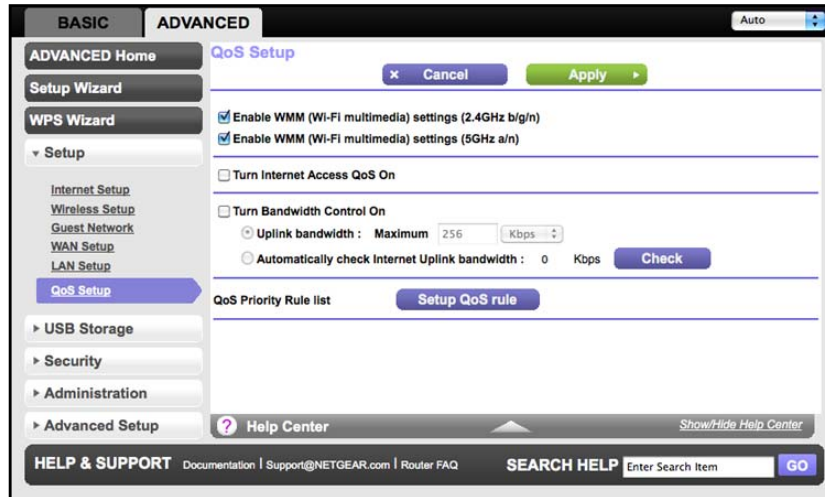 BASIC
ADVANCED
Auto
ADVANCED Home
Setup Wizard
WPS Wizard
Setup
Internet Setup
Wireless Setup
Guest Network
WAN Setup
LAN Setup
QoS Setup
USB Storage
Security
Administration
Advanced Setup
QoS Setup
x Cancel
Apply
Enable WMM (Wi-Fi multimedia) settings (2.4GHz b/g/n)
Enable WMM (Wi-Fi multimedia) settings (5GHz a/n)
Turn Internet Access QoS On
Turn Bandwidth Control On
Uplink bandwidth : Maximum 256 Kbps
Automatically check Internet Uplink bandwidth : 0 Kbps Check
QoS Priority Rule list Setup QoS rule
? Help Center Show/Hide Help Center
HELP & SUPPORT Documentation | Support@NETGEAR.com | Router FAQ SEARCH HELP Enter Search Item GO